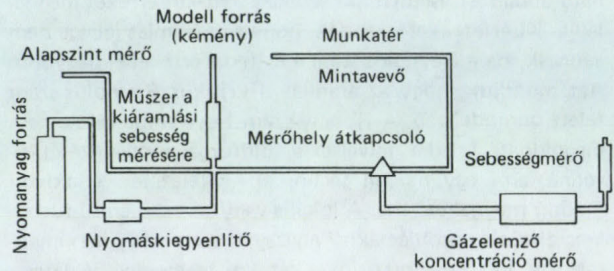 Modell forrás
(kémény)
Munkatér
Alapszint mérő
Mintavevő
Műszer a
kiáramlási
sebesség
mérésére
Mérőhely átkapcsoló
Sebességmérő
Nyomanyag forrás
Nyomáskiegyenlítő
Gázelemző
koncentráció mérő